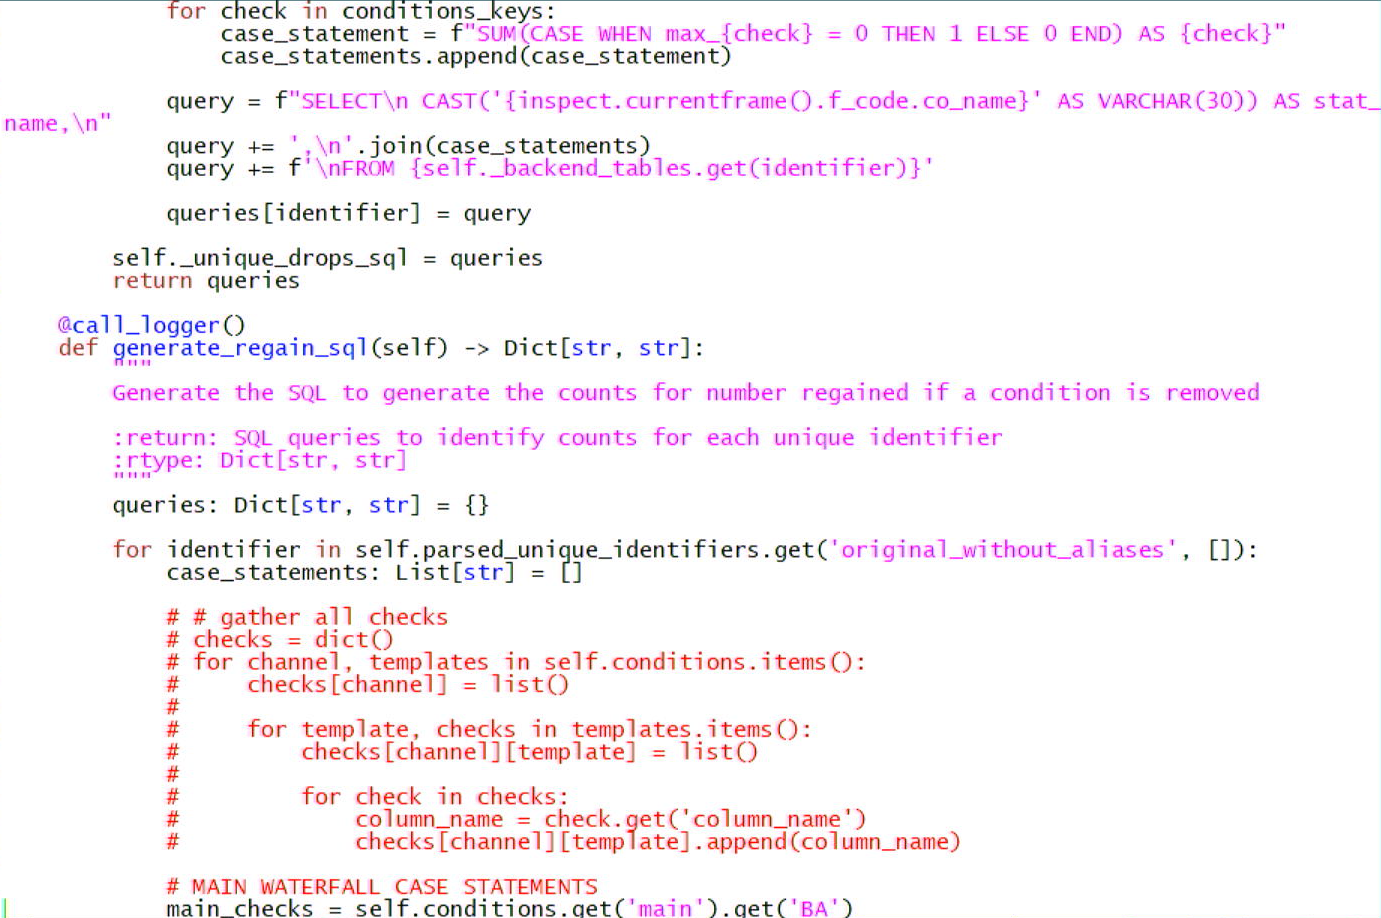 for check in conditions_keys:
                case_statement = f"SUM(CASE WHEN max_{check} = 0 THEN 1 ELSE 0 END) AS {check}"
                case_statements.append(case_statement)

            query = f"SELECT\n CAST('{inspect.currentframe().f_code.co_name}' AS VARCHAR(30)) AS stat_
name,\n"
            query += ',\n'.join(case_statements)
            query += f'\nFROM {self._backend_tables.get(identifier)}'

            queries[identifier] = query

        self._unique_drops_sql = queries
        return queries

    @call_logger()
    def generate_regain_sql(self) -> Dict[str, str]:
        """
        Generate the SQL to generate the counts for number regained if a condition is removed

        :return: SQL queries to identify counts for each unique identifier
        :rtype: Dict[str, str]
        """
        queries: Dict[str, str] = {}

        for identifier in self.parsed_unique_identifiers.get('original_without_aliases', []):
            case_statements: List[str] = []

            # # gather all checks
            # checks = dict()
            # for channel, templates in self.conditions.items():
            #     checks[channel] = list()
            #
            #     for template, checks in templates.items():
            #         checks[channel][template] = list()
            #
            #         for check in checks:
            #             column_name = check.get('column_name')
            #             checks[channel][template].append(column_name)

            # MAIN WATERFALL CASE STATEMENTS
            main_checks = self.conditions.get('main').get('BA')